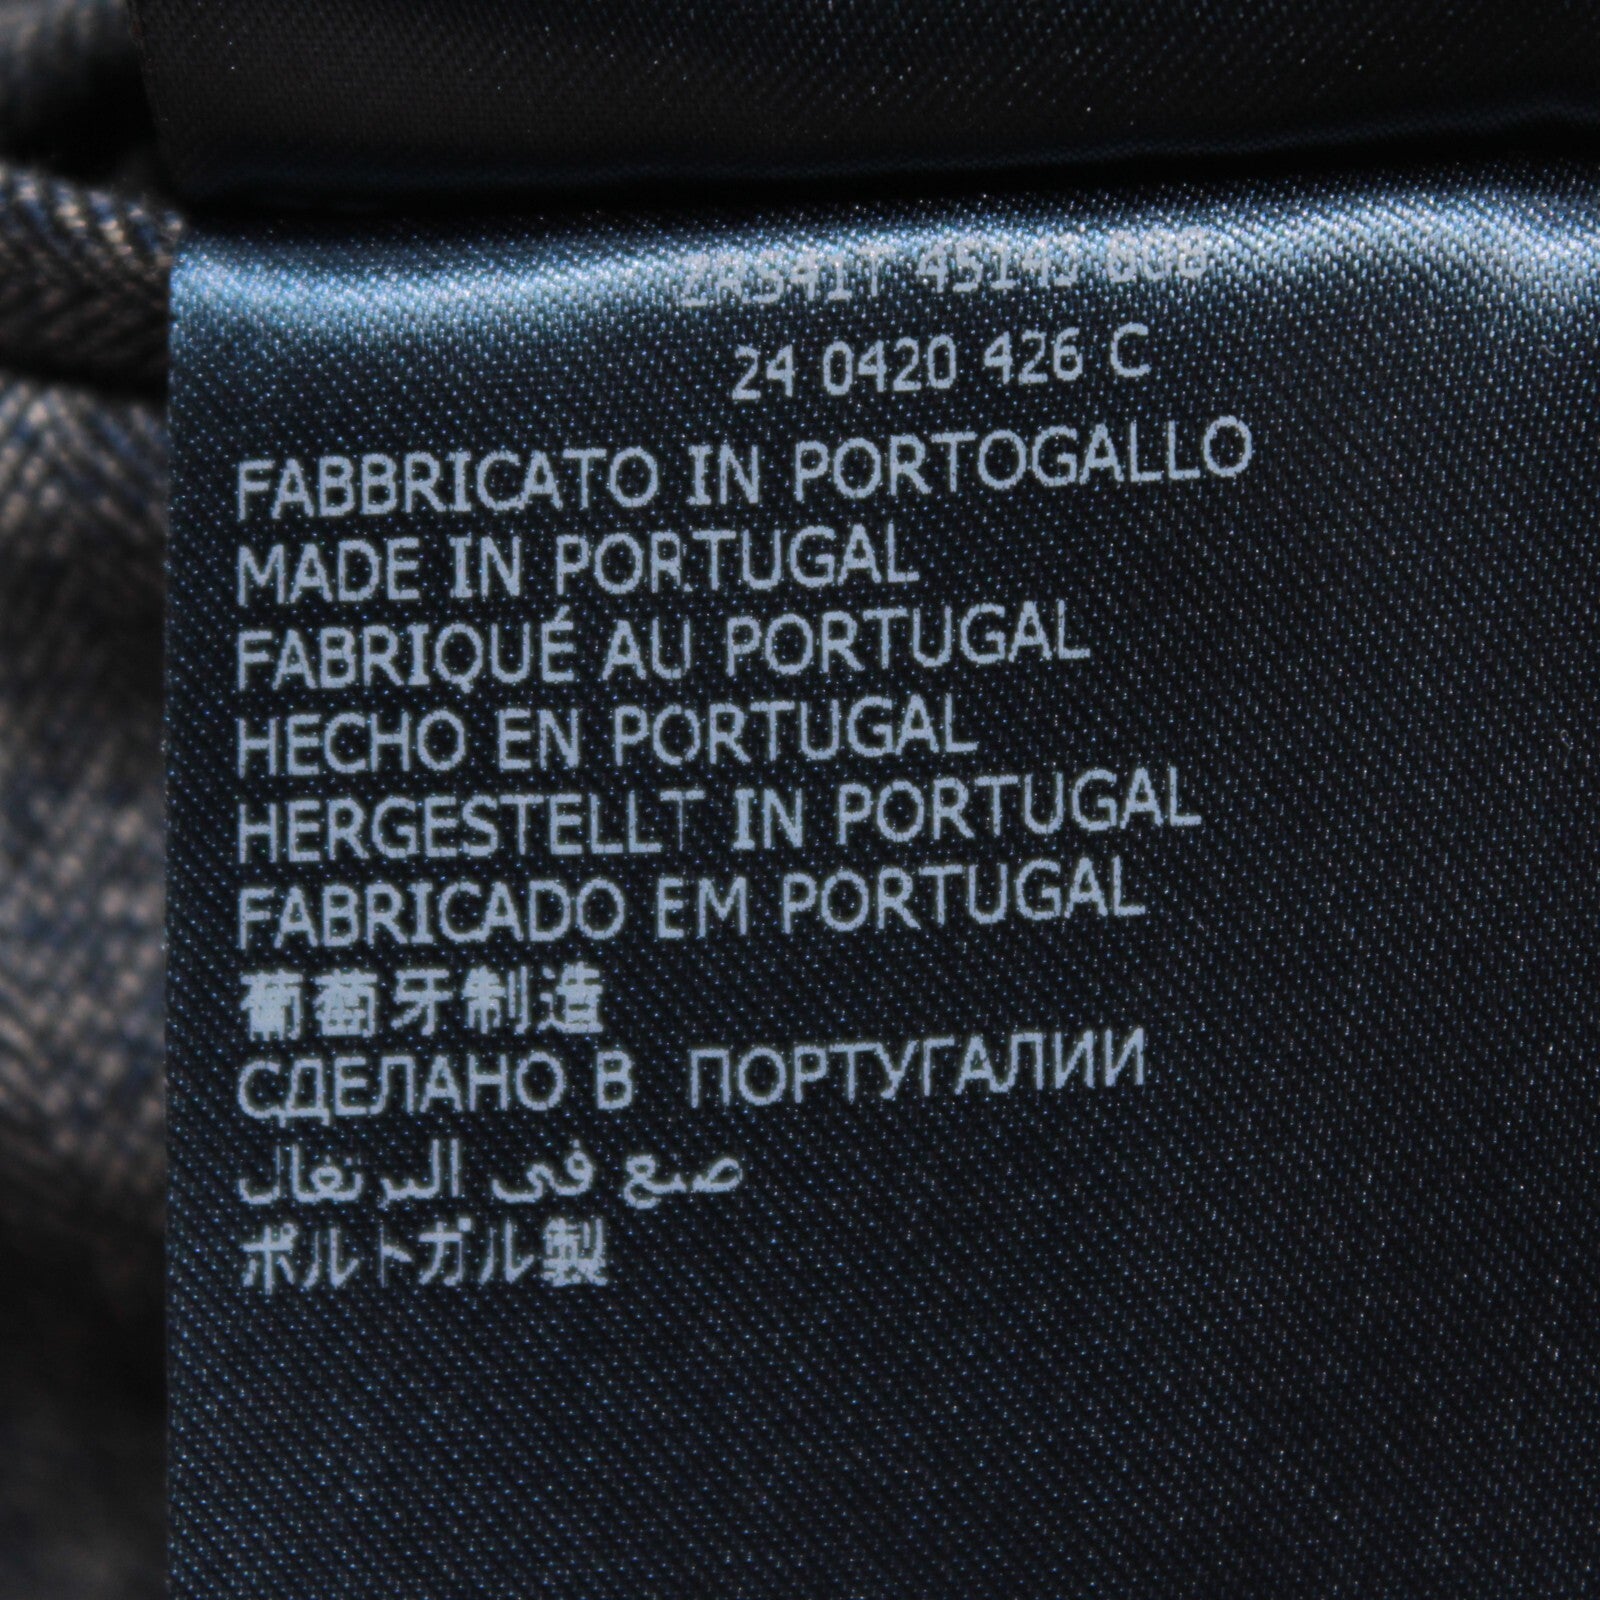 24 0420 426 C
FABBRICATO IN PORTOGALLO
MADE IN PORTUGAL
FABRIQUÉ AU PORTUGAL
HECHO EN PORTUGAL
HERGESTELLT IN PORTUGAL
FABRICADO EM PORTUGAL
葡萄牙制造
СДЕЛАНО В ПОРТУГАЛИИ
صنع في البرتغال
ポルトガル製